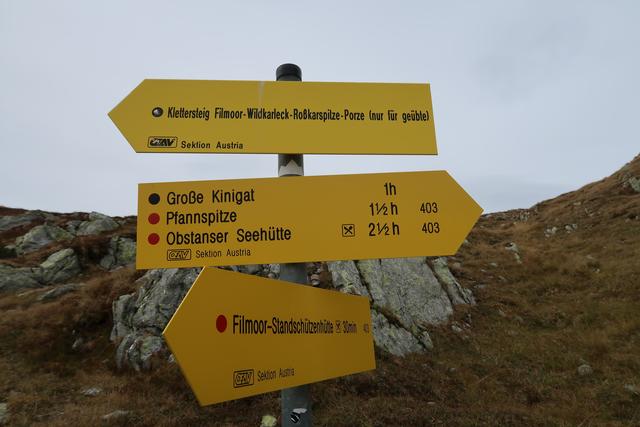 Klettersteig Filmoor-Wildkarleck-Roßkarspitze-Porze (nur für geübte)
ÖAV Sektion Austria
Große Kinigat 1h
Pfannspitze 1½ h 403
Obstanser Seehütte 2½ h 403
ÖAV Sektion Austria
Filmoor-Standschützenhütte 30min 403
ÖAV Sektion Austria